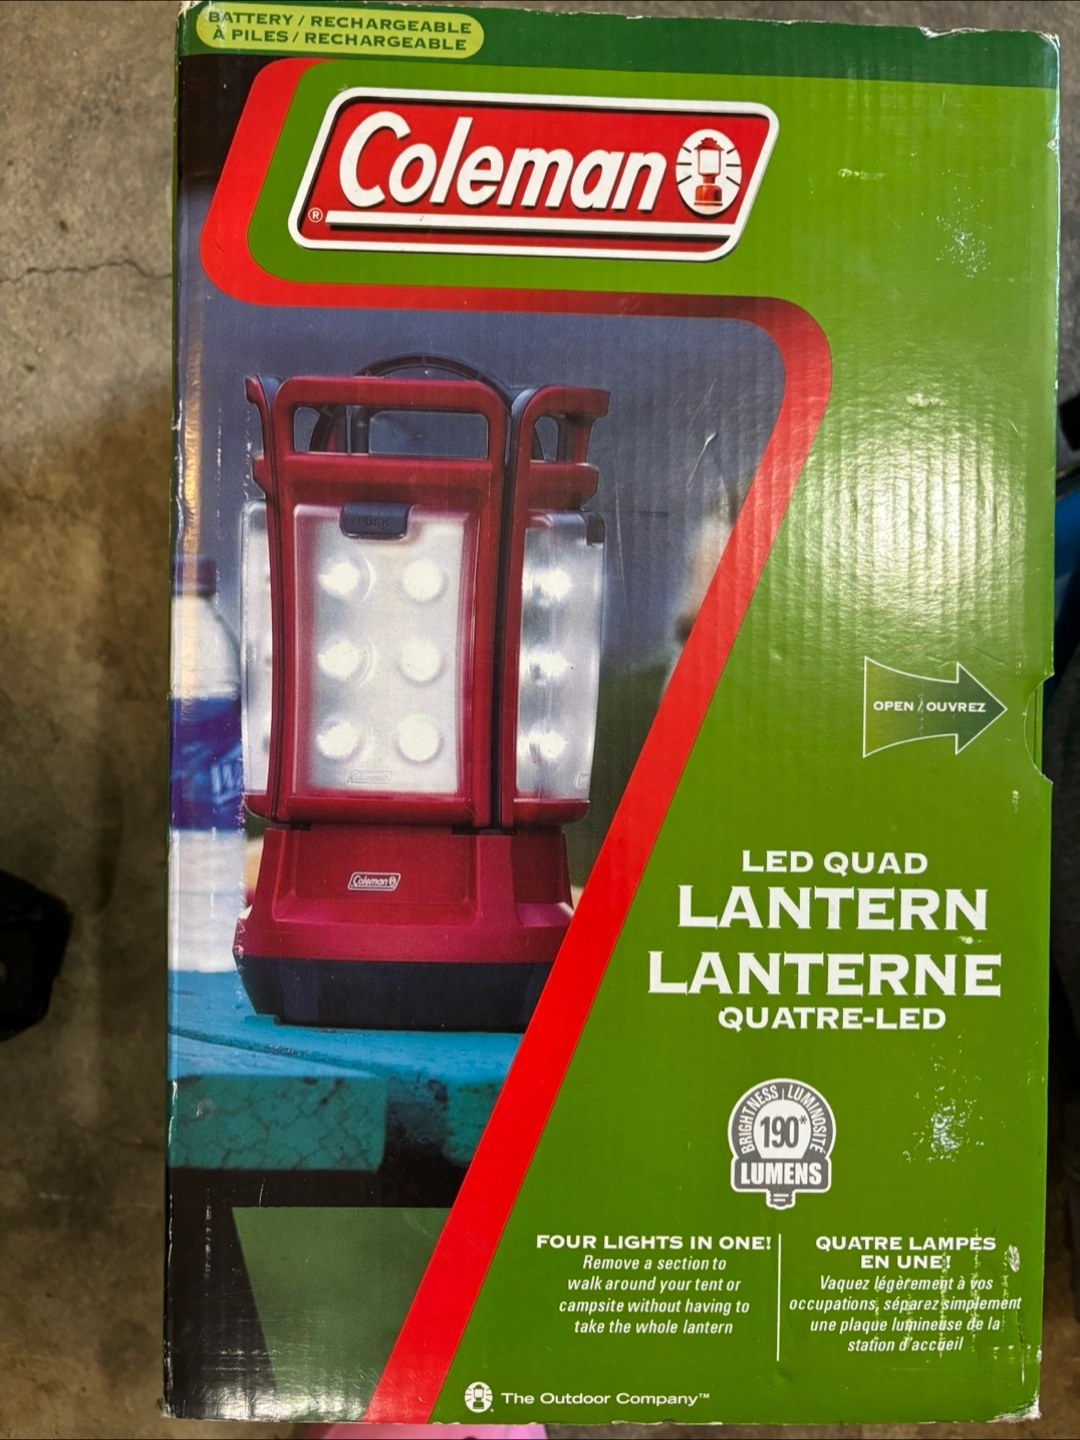 BATTERY / RECHARGEABLE
À PILES / RECHARGEABLE
Coleman
®
PUSH
Coleman
OPEN / OUVREZ
LED QUAD
LANTERN
LANTERNE
QUATRE-LED
BRIGHTNESS | LUMINOSITÉ
190*
LUMENS
FOUR LIGHTS IN ONE!
Remove a section to
walk around your tent or
campsite without having to
take the whole lantern
QUATRE LAMPES
EN UNE!
Vaquez légèrement à vos
occupations, séparez simplement
une plaque lumineuse de la
station d'accueil
The Outdoor Company™